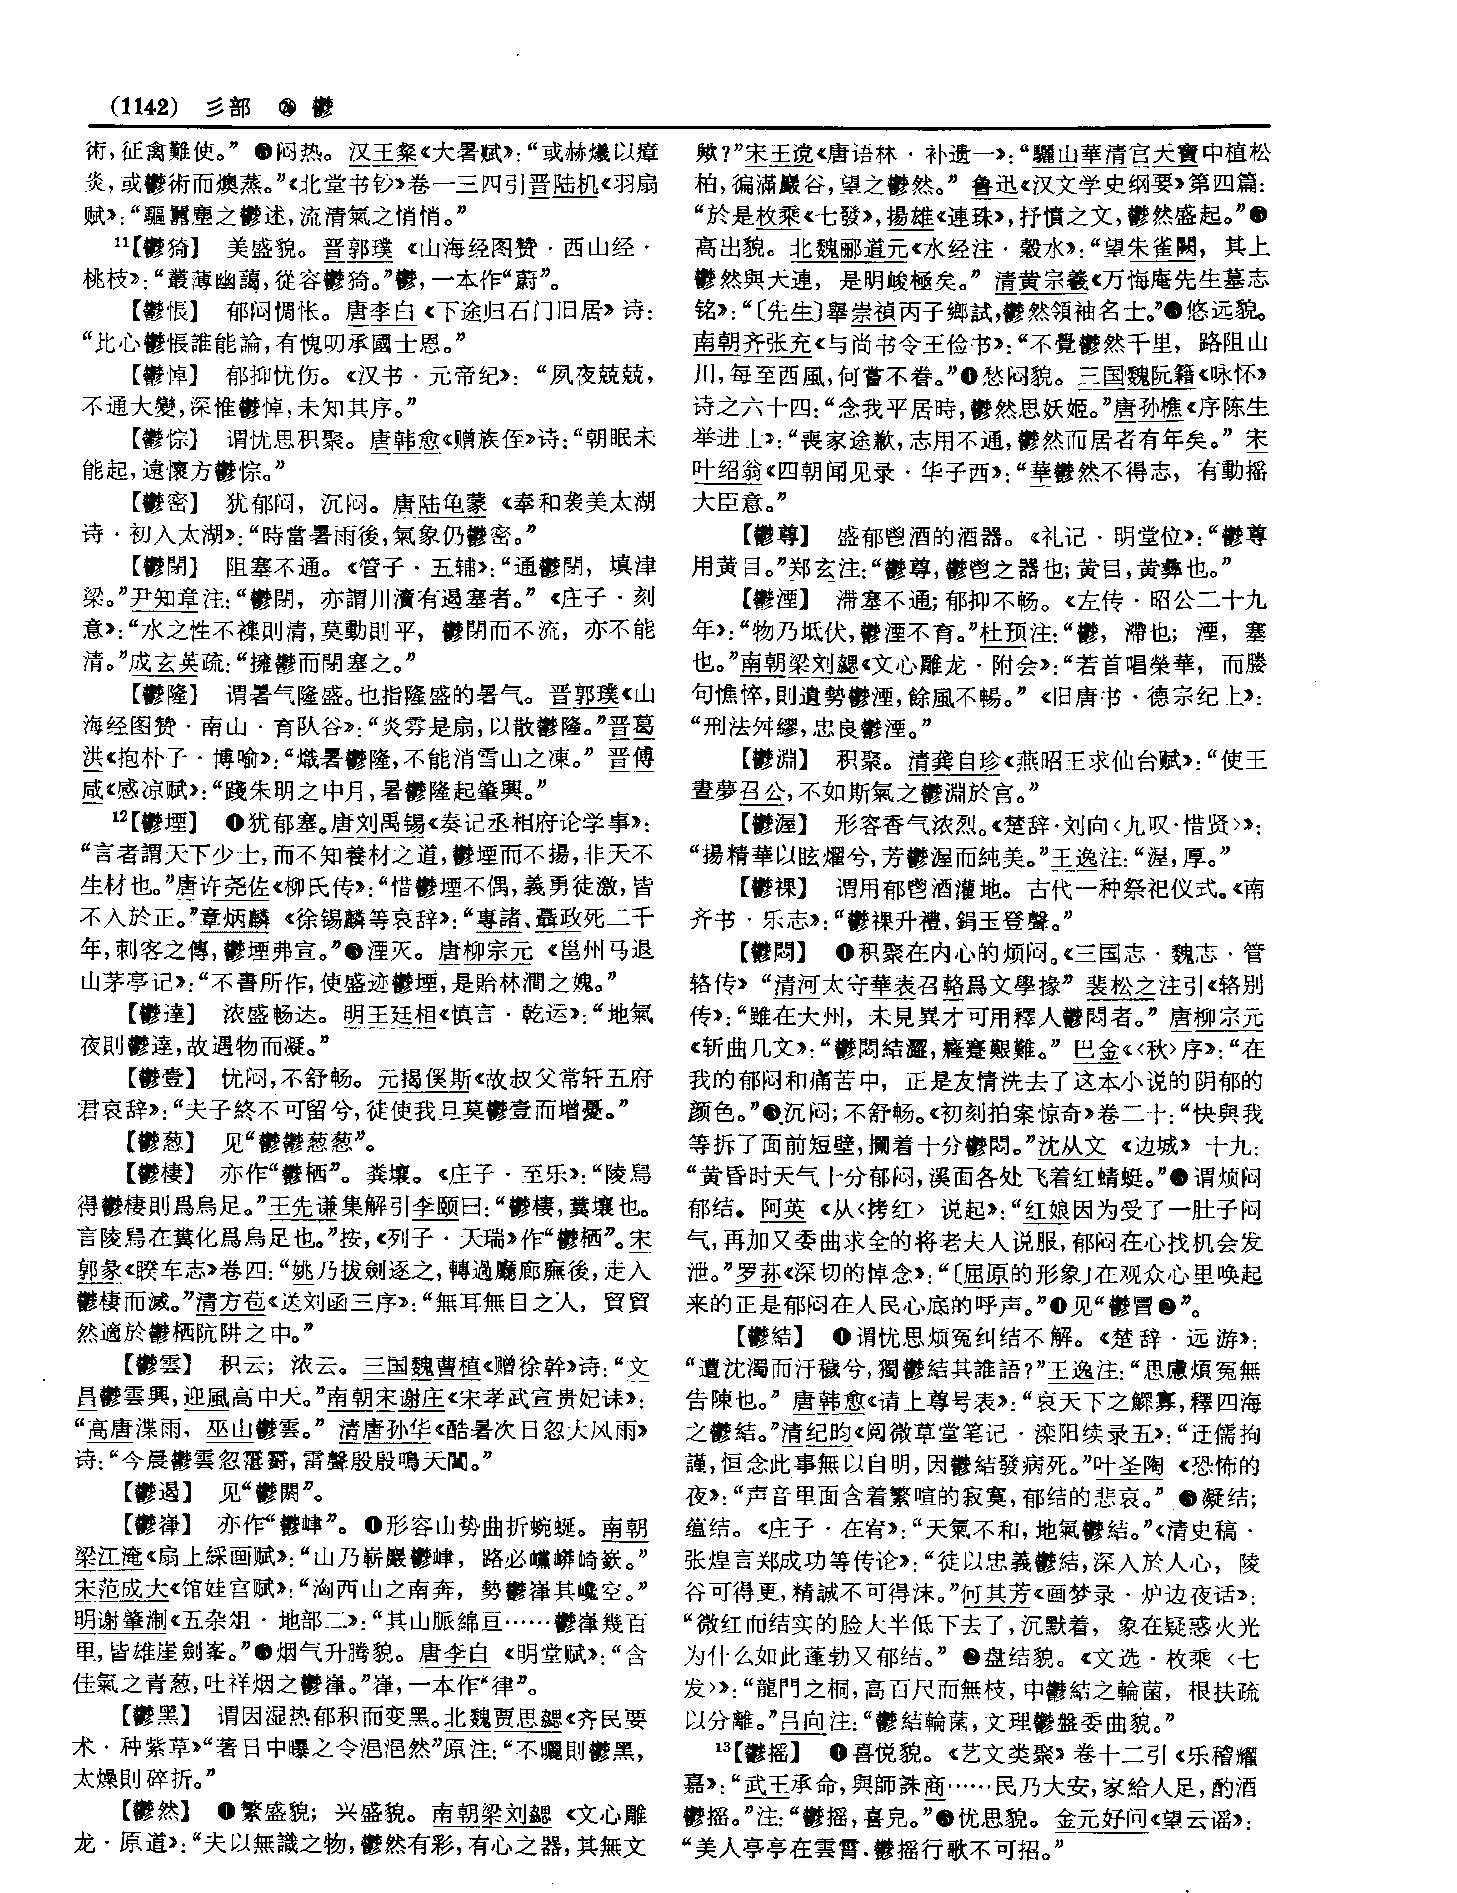 (1142) 彡部 ㉖ 鬱
術，征禽難使。”❸闷热。汉王粲《大暑赋》：“或赫爔以瘴
炎，或鬱術而燠蒸。”《北堂书钞》卷一三四引晋陆机《羽扇
赋》：“驅囂塵之鬱述，流清氣之悄悄。”
11【鬱猗】 美盛貌。晋郭璞《山海经图赞·西山经·
桃枝》：“叢薄幽藹，從容鬱猗。”鬱，一本作“蔚”。
【鬱悵】 郁闷惆怅。唐李白《下途归石门旧居》诗：
“此心鬱悵誰能論，有愧叨承國士恩。”
【鬱悼】 郁抑忧伤。《汉书·元帝纪》：“夙夜兢兢，
不通大變，深惟鬱悼，未知其序。”
【鬱悰】 谓忧思积聚。唐韩愈《赠族侄》诗：“朝眠未
能起，遠懷方鬱悰。”
【鬱密】 犹郁闷，沉闷。唐陆龟蒙《奉和袭美太湖
诗·初入太湖》：“時當暑雨後，氣象仍鬱密。”
【鬱閉】 阻塞不通。《管子·五辅》：“通鬱閉，填津
梁。”尹知章注：“鬱閉，亦謂川瀆有遏塞者。”《庄子·刻
意》：“水之性不襍則清，莫動則平，鬱閉而不流，亦不能
清。”成玄英疏：“擁鬱而閉塞之。”
【鬱隆】 谓暑气隆盛。也指隆盛的暑气。晋郭璞《山
海经图赞·南山·育队谷》：“炎雰是扇，以散鬱隆。”晋葛
洪《抱朴子·博喻》：“熾暑鬱隆，不能消雪山之凍。”晋傅
咸《感凉赋》：“踐朱明之中月，暑鬱隆起肇興。”
12【鬱堙】 ❶犹郁塞。唐刘禹锡《奏记丞相府论学事》：
“言者謂天下少士，而不知養材之道，鬱堙而不揚，非天不
生材也。”唐许尧佐《柳氏传》：“惜鬱堙不偶，義勇徒激，皆
不入於正。”章炳麟《徐锡麟等哀辞》：“專諸、聶政死二千
年，刺客之傳，鬱堙弗宣。”❷湮灭。唐柳宗元《邕州马退
山茅亭记》：“不書所作，使盛迹鬱堙，是貽林澗之媿。”
【鬱達】 浓盛畅达。明王廷相《慎言·乾运》：“地氣
夜則鬱達，故遇物而凝。”
【鬱壹】 忧闷，不舒畅。元揭傒斯《故叔父常轩五府
君哀辞》：“夫子終不可留兮，徒使我旦莫鬱壹而增憂。”
【鬱葱】 见“鬱鬱葱葱”。
【鬱棲】 亦作“鬱栖”。粪壤。《庄子·至乐》：“陵舄
得鬱棲則爲烏足。”王先谦集解引李颐曰：“鬱棲，糞壤也。
言陵舄在糞化爲烏足也。”按，《列子·天瑞》作“鬱栖”。宋
郭彖《睽车志》卷四：“姚乃拔劍逐之，轉過廳廊廡後，走入
鬱棲而滅。”清方苞《送刘函三序》：“無耳無目之人，貿貿
然適於鬱栖阬阱之中。”
【鬱雲】 积云；浓云。三国魏曹植《赠徐幹》诗：“文
昌鬱雲興，迎風高中天。”南朝宋谢庄《宋孝武宣贵妃诔》：
“高唐渫雨，巫山鬱雲。”清唐孙华《酷暑次日忽大风雨》
诗：“今晨鬱雲忽滃霨，雷聲殷殷鳴天閶。”
【鬱遏】 见“鬱閼”。
【鬱嵂】 亦作“鬱峍”。❶形容山势曲折蜿蜒。南朝
梁江淹《扇上綵画赋》：“山乃嶄巖鬱峍，路必巇嶙崎嶔。”
宋范成大《馆娃宫赋》：“洶西山之南奔，勢鬱嵂其巉空。”
明谢肇淛《五杂俎·地部二》：“其山脈綿亘……鬱嵂幾百
里，皆雄崖劍峯。”❷烟气升腾貌。唐李白《明堂赋》：“含
佳氣之青葱，吐祥烟之鬱嵂。”嵂，一本作“律”。
【鬱黑】 谓因湿热郁积而变黑。北魏贾思勰《齐民要
术·种紫草》“著日中曝之令浥浥然”原注：“不曬則鬱黑，
太燥則碎折。”
【鬱然】 ❶繁盛貌；兴盛貌。南朝梁刘勰《文心雕
龙·原道》：“夫以無識之物，鬱然有彩，有心之器，其無文
歟？”宋王谠《唐语林·补遗一》：“驪山華清宫天寶中植松
柏，徧滿巖谷，望之鬱然。”鲁迅《汉文学史纲要》第四篇：
“於是枚乘《七發》，揚雄《連珠》，抒憤之文，鬱然盛起。”❷
高出貌。北魏郦道元《水经注·穀水》：“望朱雀闕，其上
鬱然與天連，是明峻極矣。”清黄宗羲《万悔庵先生墓志
铭》：“〔先生〕舉崇禎丙子鄉試，鬱然領袖名士。”❸悠远貌。
南朝齐张充《与尚书令王俭书》：“不覺鬱然千里，路阻山
川，每至西風，何嘗不眷。”❹愁闷貌。三国魏阮籍《咏怀》
诗之六十四：“念我平居時，鬱然思妖姬。”唐孙樵《序陈生
举进士》：“喪家途歉，志用不通，鬱然而居者有年矣。”宋
叶绍翁《四朝闻见录·华子西》：“華鬱然不得志，有動摇
大臣意。”
【鬱尊】 盛郁鬯酒的酒器。《礼记·明堂位》：“鬱尊
用黄目。”郑玄注：“鬱尊，鬱鬯之器也；黄目，黄彝也。”
【鬱湮】 滞塞不通；郁抑不畅。《左传·昭公二十九
年》：“物乃坻伏，鬱湮不育。”杜预注：“鬱，滯也；湮，塞
也。”南朝梁刘勰《文心雕龙·附会》：“若首唱榮華，而媵
句憔悴，則遺勢鬱湮，餘風不暢。”《旧唐书·德宗纪上》：
“刑法舛繆，忠良鬱湮。”
【鬱淵】 积聚。清龚自珍《燕昭王求仙台赋》：“使王
晝夢召公，不如斯氣之鬱淵於宫。”
【鬱渥】 形容香气浓烈。《楚辞·刘向〈九叹·惜贤〉》：
“揚精華以眩燿兮，芳鬱渥而純美。”王逸注：“渥，厚。”
【鬱祼】 谓用郁鬯酒灌地。古代一种祭祀仪式。《南
齐书·乐志》：“鬱祼升禮，鋗玉登聲。”
【鬱悶】 ❶积聚在内心的烦闷。《三国志·魏志·管
辂传》“清河太守華表召輅爲文學掾”裴松之注引《辂别
传》：“雖在大州，未見異才可用釋人鬱悶者。”唐柳宗元
《斩曲几文》：“鬱悶結澀，癃蹇艱難。”巴金《〈秋〉序》：“在
我的郁闷和痛苦中，正是友情洗去了这本小说的阴郁的
颜色。”❷沉闷；不舒畅。《初刻拍案惊奇》卷二十：“快與我
等拆了面前短壁，攔着十分鬱悶。”沈从文《边城》十九：
“黄昏时天气十分郁闷，溪面各处飞着红蜻蜓。”❸谓烦闷
郁结。阿英《从〈拷红〉说起》：“红娘因为受了一肚子闷
气，再加又委曲求全的将老夫人说服，郁闷在心找机会发
泄。”罗荪《深切的悼念》：“〔屈原的形象〕在观众心里唤起
来的正是郁闷在人民心底的呼声。”❹见“鬱冒❷”。
【鬱結】 ❶谓忧思烦冤纠结不解。《楚辞·远游》：
“遭沈濁而汙穢兮，獨鬱結其誰語？”王逸注：“思慮煩冤無
告陳也。”唐韩愈《请上尊号表》：“哀天下之鰥寡，釋四海
之鬱結。”清纪昀《阅微草堂笔记·滦阳续录五》：“迂儒拘
謹，恒念此事無以自明，因鬱結發病死。”叶圣陶《恐怖的
夜》：“声音里面含着繁喧的寂寞，郁结的悲哀。”❷凝结；
蕴结。《庄子·在宥》：“天氣不和，地氣鬱結。”《清史稿·
张煌言郑成功等传论》：“徒以忠義鬱結，深入於人心，陵
谷可得更，精誠不可得沫。”何其芳《画梦录·炉边夜话》：
“微红而结实的脸大半低下去了，沉默着，象在疑惑火光
为什么如此蓬勃又郁结。”❸盘结貌。《文选·枚乘〈七
发〉》：“龍門之桐，高百尺而無枝，中鬱結之輪菌，根扶疏
以分離。”吕向注：“鬱結輪菌，文理鬱盤委曲貌。”
13【鬱摇】 ❶喜悦貌。《艺文类聚》卷十二引《乐稽耀
嘉》：“武王承命，與師誅商……民乃大安，家給人足，酌酒
鬱摇。”注：“鬱摇，喜皃。”❷忧思貌。金元好问《望云谣》：
“美人亭亭在雲霄，鬱摇行歌不可招。”